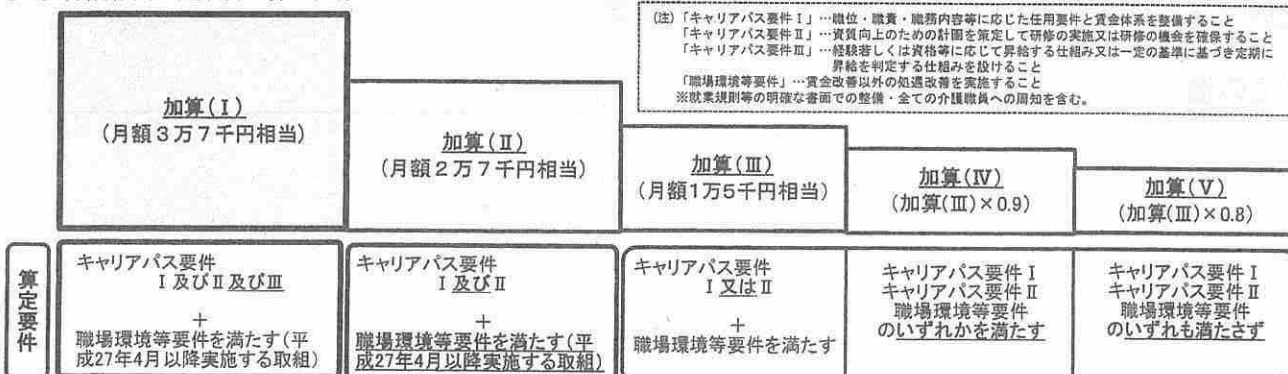 (注)「キャリアパス要件Ⅰ」…職位・職責・職務内容等に応じた任用要件と賃金体系を整備すること
「キャリアパス要件Ⅱ」…資質向上のための計画を策定して研修の実施又は研修の機会を確保すること
「キャリアパス要件Ⅲ」…経験若しくは資格等に応じて昇給する仕組み又は一定の基準に基づき定期に
昇給を判定する仕組みを設けること
「職場環境等要件」…賃金改善以外の処遇改善を実施すること
※就業規則等の明確な書面での整備・全ての介護職員への周知を含む。
加算(Ⅰ)
(月額3万7千円相当)
加算(Ⅱ)
(月額2万7千円相当)
加算(Ⅲ)
(月額1万5千円相当)
加算(Ⅳ)
(加算(Ⅲ)×0.9)
加算(Ⅴ)
(加算(Ⅲ)×0.8)
算定要件
キャリアパス要件
Ⅰ及びⅡ及びⅢ
+
職場環境等要件を満たす(平
成27年4月以降実施する取組)
キャリアパス要件
Ⅰ及びⅡ
+
職場環境等要件を満たす(平
成27年4月以降実施する取組)
キャリアパス要件
Ⅰ又はⅡ
+
職場環境等要件を満たす
キャリアパス要件Ⅰ
キャリアパス要件Ⅱ
職場環境等要件
のいずれかを満たす
キャリアパス要件Ⅰ
キャリアパス要件Ⅱ
職場環境等要件
のいずれも満たさず